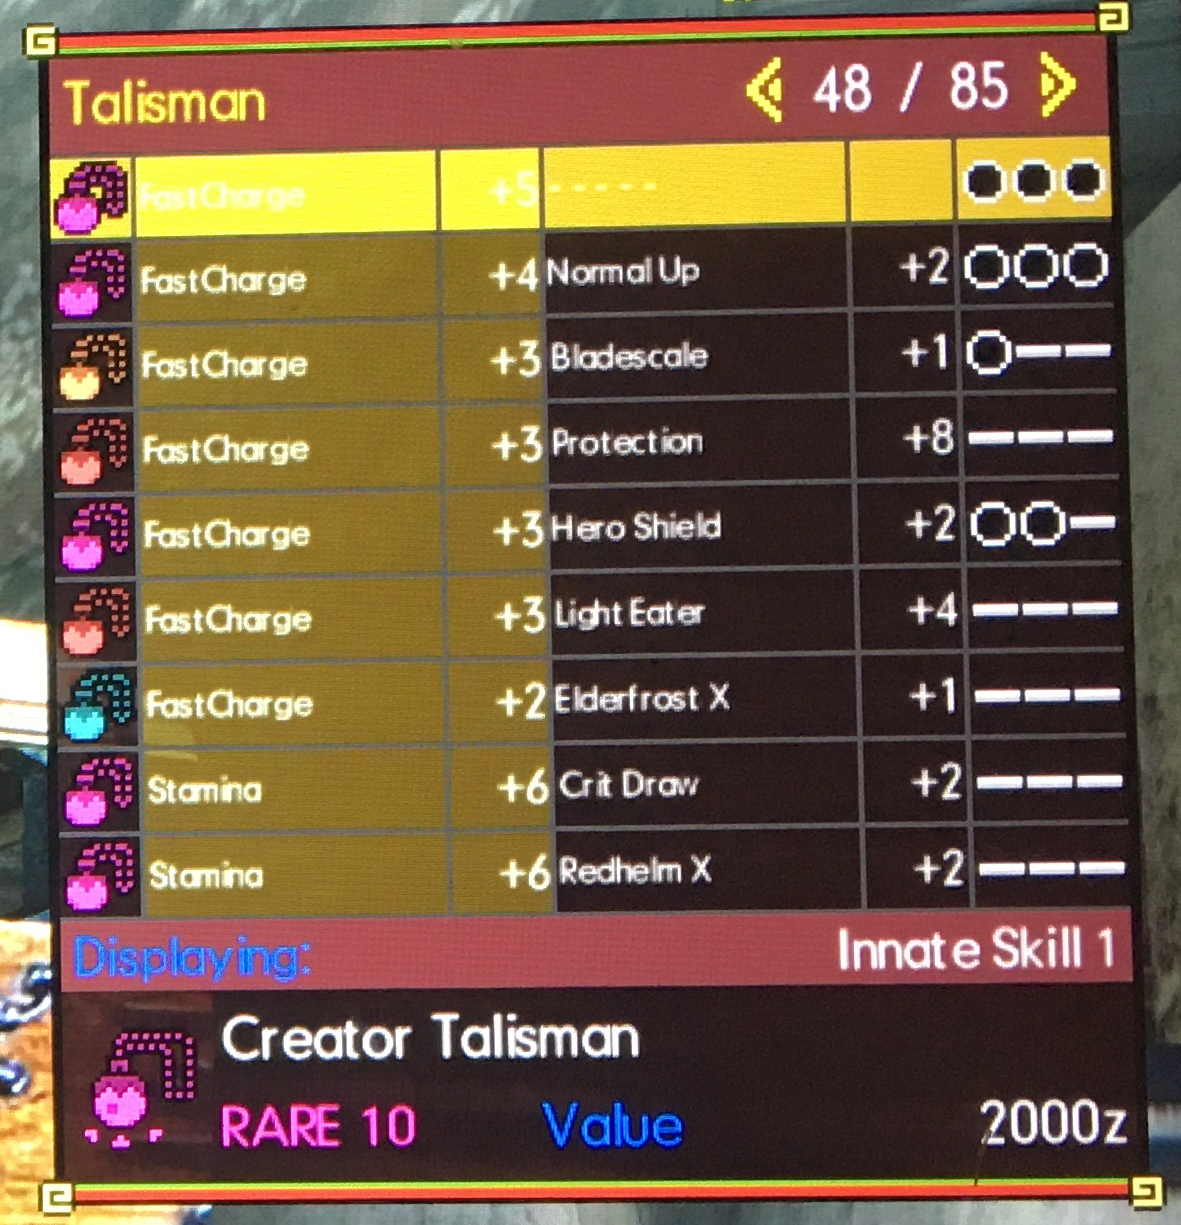 Talisman 48 / 85
FastCharge +5 -----
FastCharge +4 Normal Up +2
FastCharge +3 Bladescale +1
FastCharge +3 Protection +8
FastCharge +3 Hero Shield +2
FastCharge +3 Light Eater +4
FastCharge +2 Elderfrost X +1
Stamina +6 Crit Draw +2
Stamina +6 Redhelm X +2
Displaying: Innate Skill 1
Creator Talisman
RARE 10 Value 2000z